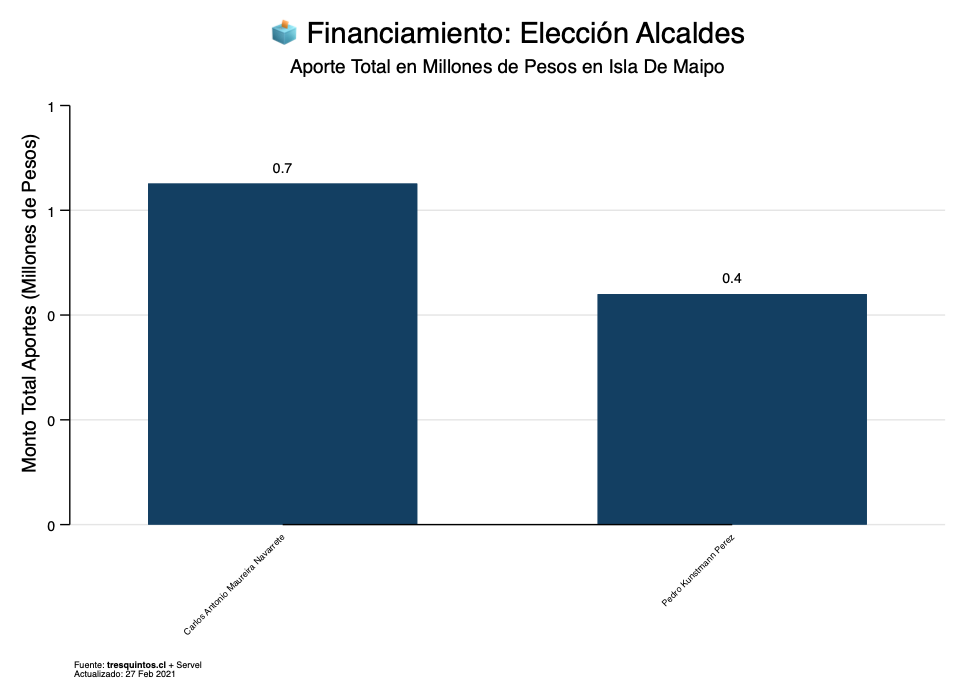 Financiamiento: Elección Alcaldes
Aporte Total en Millones de Pesos en Isla De Maipo
Monto Total Aportes (Millones de Pesos)
1
1
0
0
0
0.7
0.4
Carlos Antonio Maureira Navarrete
Pedro Kunstmann Perez
Fuente: tresquintos.cl + Servel
Actualizado: 27 Feb 2021